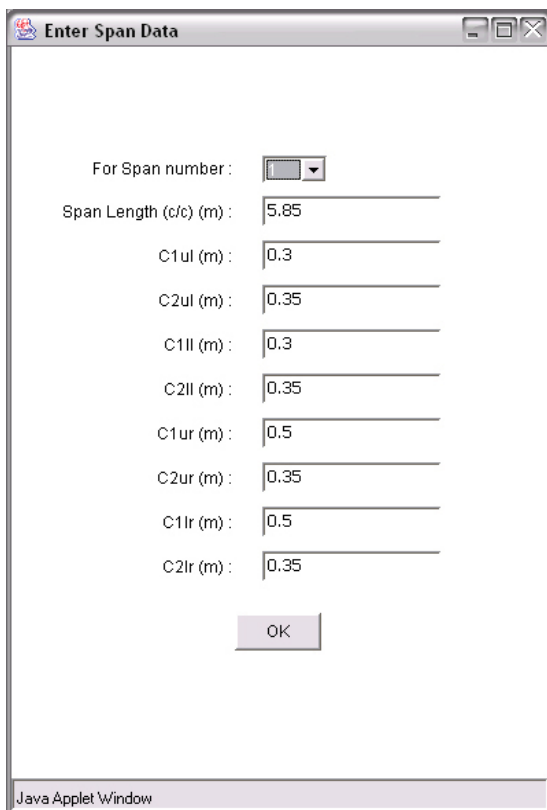 Enter Span Data
For Span number : 1
Span Length (c/c) (m) : 5.85
C1ul (m) : 0.3
C2ul (m) : 0.35
C1ll (m) : 0.3
C2ll (m) : 0.35
C1ur (m) : 0.5
C2ur (m) : 0.35
C1lr (m) : 0.5
C2lr (m) : 0.35
OK
Java Applet Window